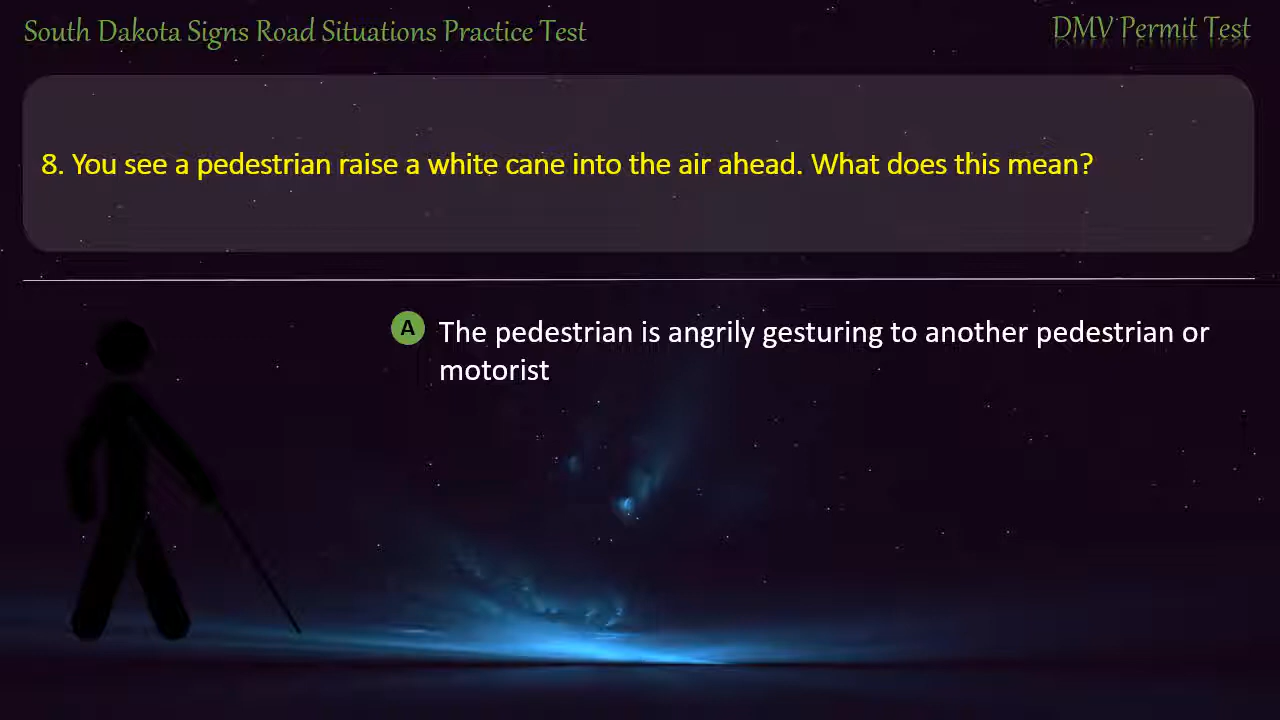 South Dakota Signs Road Situations Practice Test
DMV Permit Test
8. You see a pedestrian raise a white cane into the air ahead. What does this mean?
A The pedestrian is angrily gesturing to another pedestrian or
motorist